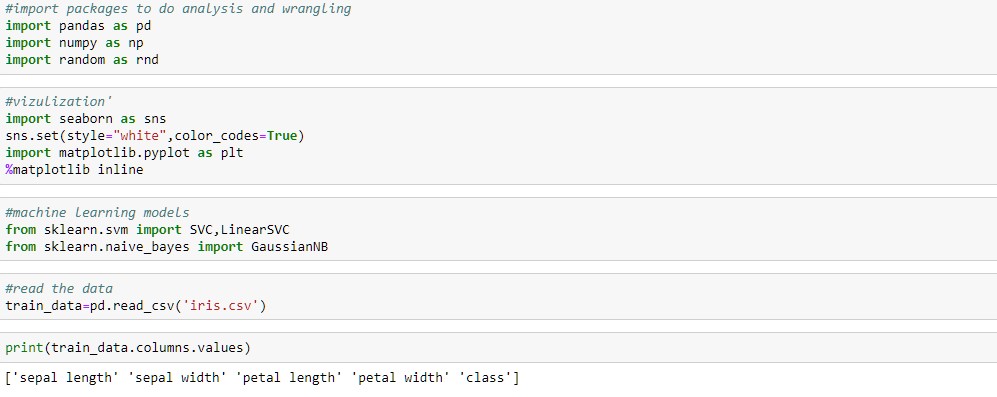 #import packages to do analysis and wrangling
import pandas as pd
import numpy as np
import random as rnd
#vizulization'
import seaborn as sns
sns.set(style="white",color_codes=True)
import matplotlib.pyplot as plt
%matplotlib inline
#machine learning models
from sklearn.svm import SVC,LinearSVC
from sklearn.naive_bayes import GaussianNB
#read the data
train_data=pd.read_csv('iris.csv')
print(train_data.columns.values)
['sepal length' 'sepal width' 'petal length' 'petal width' 'class']